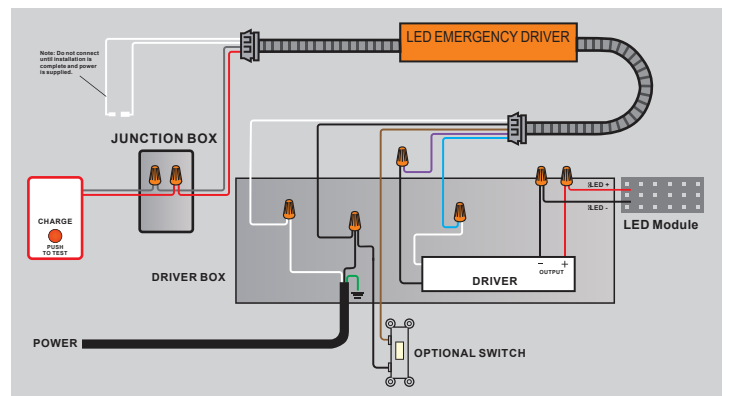 LED EMERGENCY DRIVER
Note: Do not connect
until installation is
complete and power
is supplied.
JUNCTION BOX
LED +
LED -
LED Module
CHARGE
PUSH
TO TEST
DRIVER BOX
- +
OUTPUT
DRIVER
POWER
OPTIONAL SWITCH